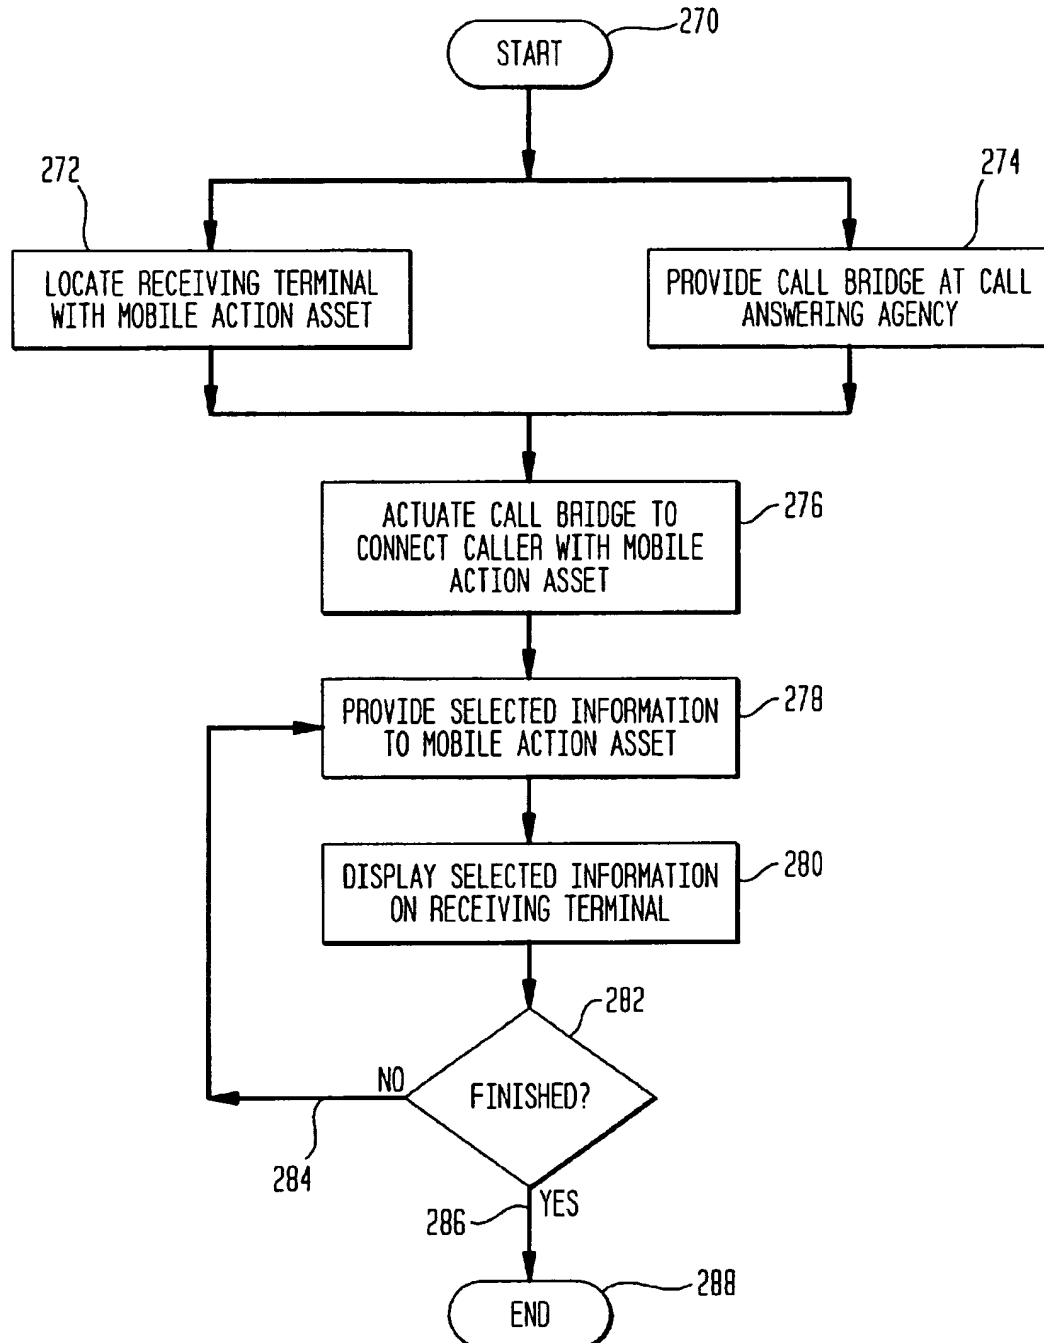 270
START
272
274
LOCATE RECEIVING TERMINAL
WITH MOBILE ACTION ASSET
PROVIDE CALL BRIDGE AT CALL
ANSWERING AGENCY
ACTUATE CALL BRIDGE TO
CONNECT CALLER WITH MOBILE
ACTION ASSET
276
PROVIDE SELECTED INFORMATION
TO MOBILE ACTION ASSET
278
DISPLAY SELECTED INFORMATION
ON RECEIVING TERMINAL
280
282
NO
FINISHED?
284
286
YES
288
END